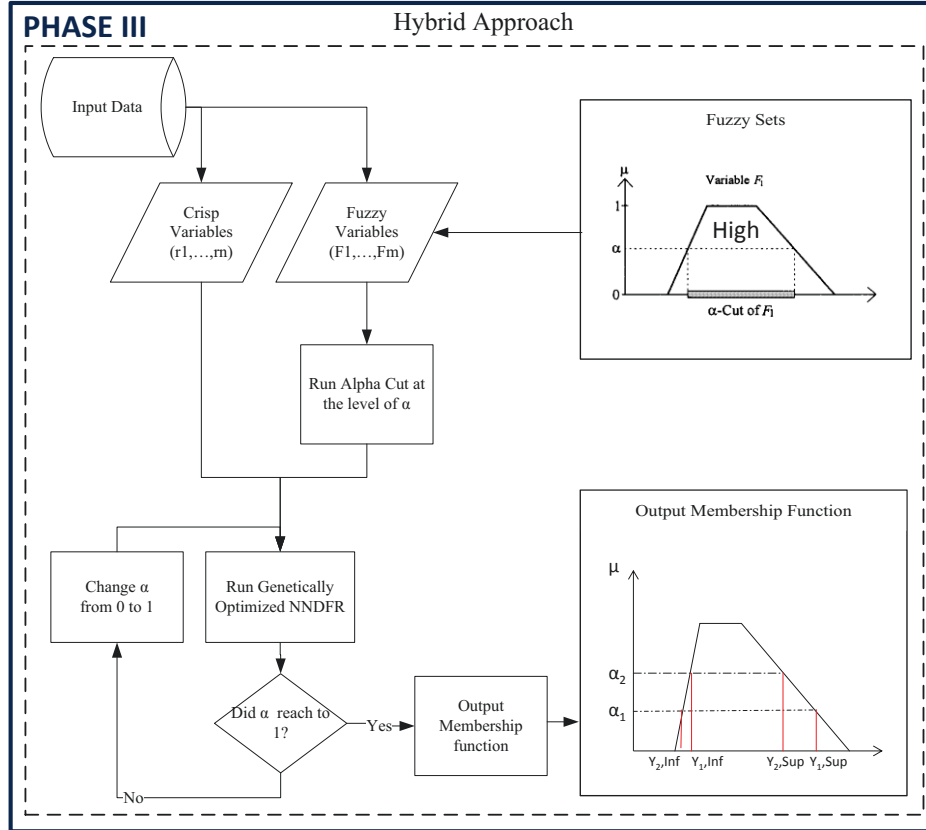 PHASE III
Hybrid Approach
Input Data
Crisp
Variables
(r1,...,rn)
Fuzzy
Variables
(F1,...,Fm)
Fuzzy Sets
μ
Variable F1
1
High
α
0
α-Cut of F1
Run Alpha Cut at
the level of α
Change α
from 0 to 1
Run Genetically
Optimized NNDFR
Did α reach to
1?
Yes
No
Output
Membership
function
Output Membership Function
μ
α2
α1
Y2,Inf
Y1,Inf
Y2,Sup
Y1,Sup